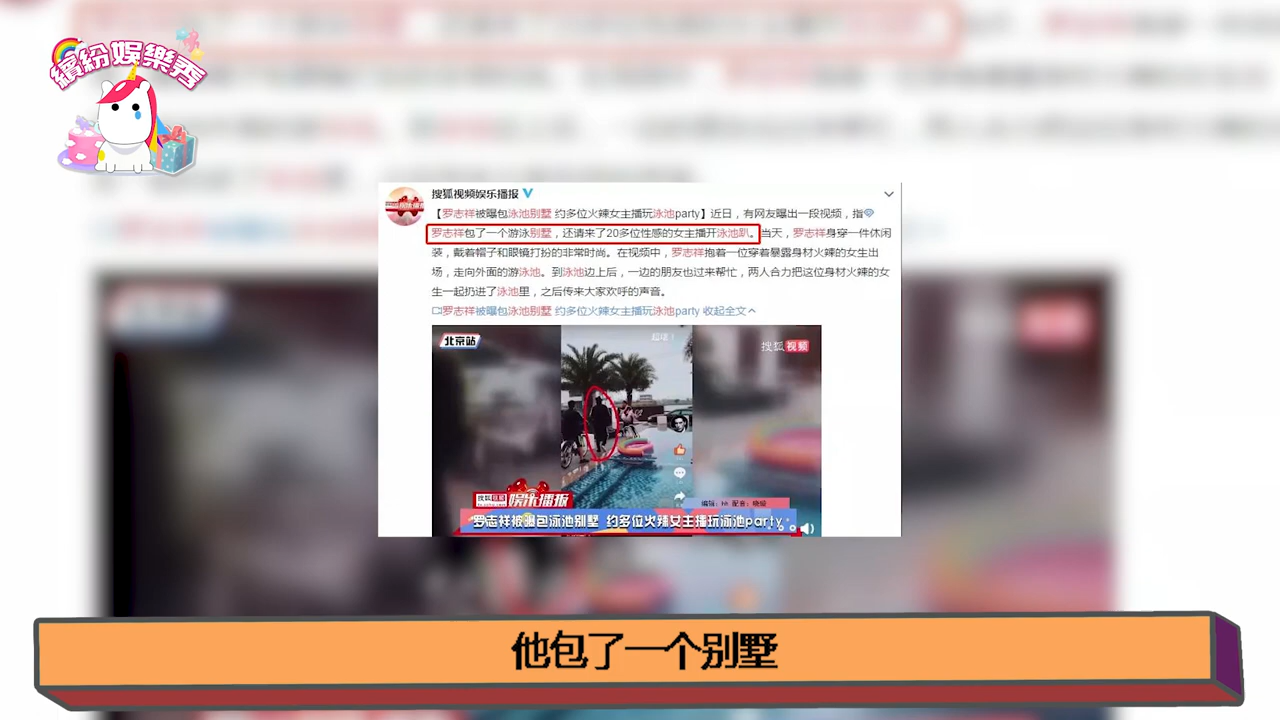 繽紛娛樂秀
搜狐视频娱乐播报
【罗志祥被曝包泳池别墅 约多位火辣女主播玩泳池party】近日，有网友曝出一段视频，指
罗志祥包了一个游泳别墅，还请来了20多位性感的女主播开泳池趴。当天，罗志祥身穿一件休闲
装，戴着帽子和眼镜打扮的非常时尚。在视频中，罗志祥抱着一位穿着暴露身材火辣的女生出
场，走向外面的游泳池。到泳池边上后，一边的朋友也过来帮忙，两人合力把这位身材火辣的女
生一起扔进了泳池里，之后传来大家欢呼的声音。
罗志祥被曝包泳池别墅 约多位火辣女主播玩泳池party 收起全文
北京站
搜狐视频
娱乐播报
罗志祥被曝包泳池别墅 约多位火辣女主播玩泳池party
他包了一个别墅